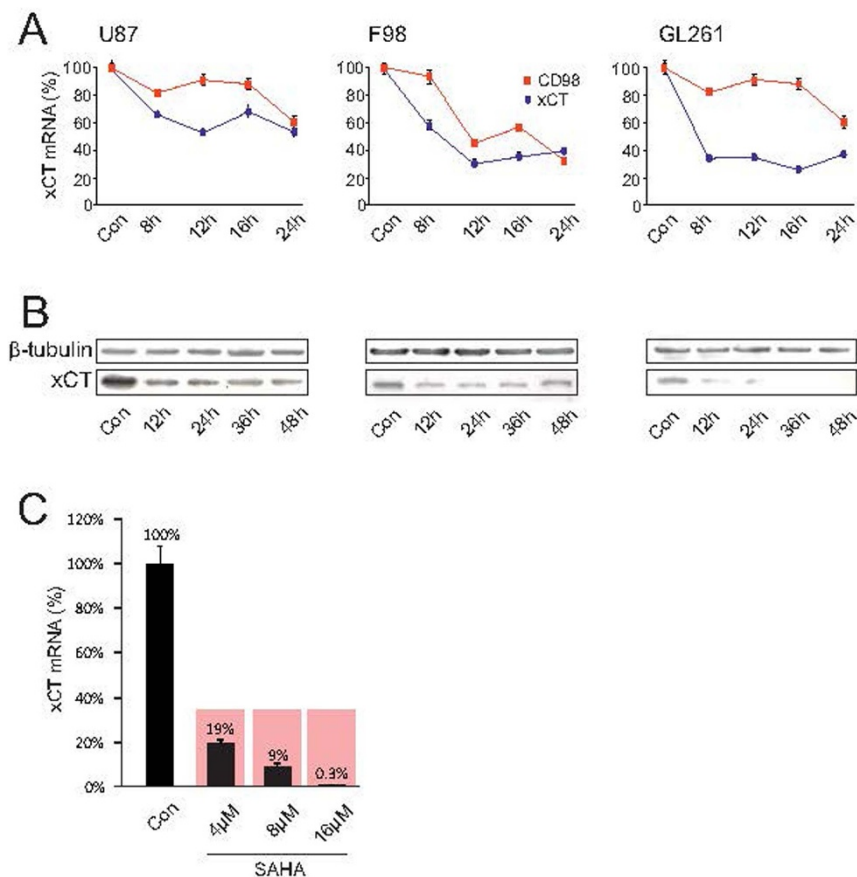 A
U87
F98
GL261
xCT mRNA (%)
100
80
60
40
20
0
Con 8h 12h 16h 24h
100
80
60
40
20
0
CD98
xCT
Con 8h 12h 16h 24h
100
80
60
40
20
0
Con 8h 12h 16h 24h
B
β-tubulin
xCT
Con 12h 24h 36h 48h
Con 12h 24h 36h 48h
Con 12h 24h 36h 48h
C
xCT mRNA (%)
120%
100%
80%
60%
40%
20%
0%
100%
19%
9%
0.3%
Con 4µM 8µM 16µM
SAHA